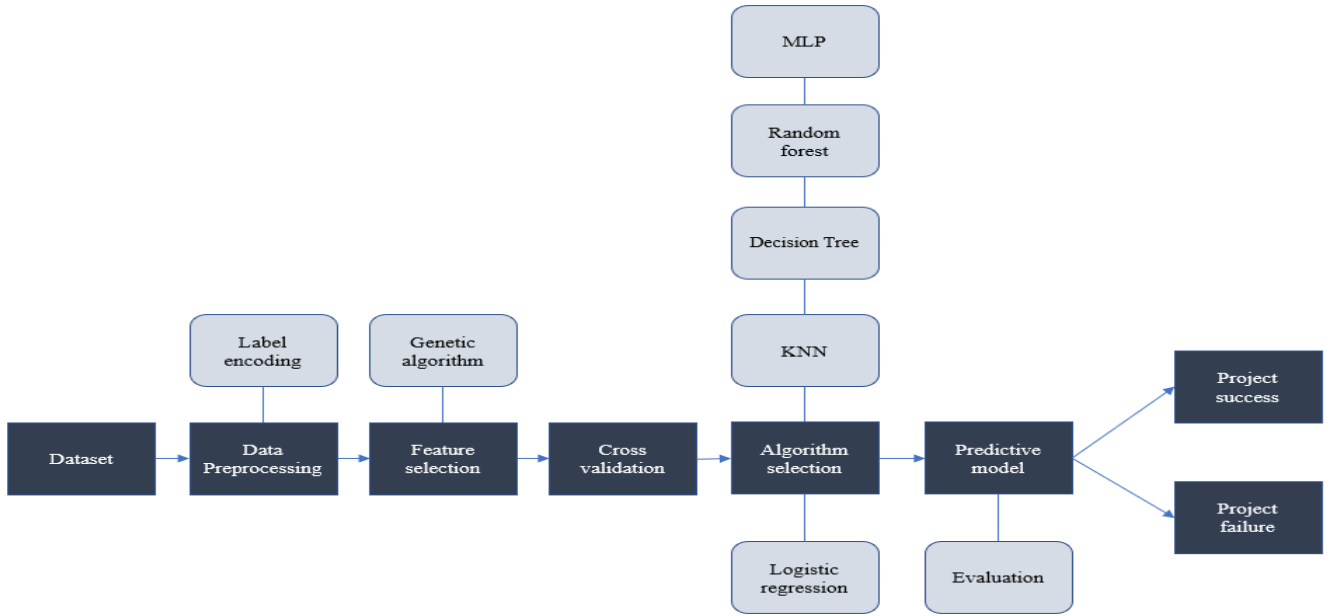 MLP
Random
forest
Decision Tree
Label
encoding
Genetic
algorithm
KNN
Project
success
Dataset
Data
Preprocessing
Feature
selection
Cross
validation
Algorithm
selection
Predictive
model
Project
failure
Logistic
regression
Evaluation